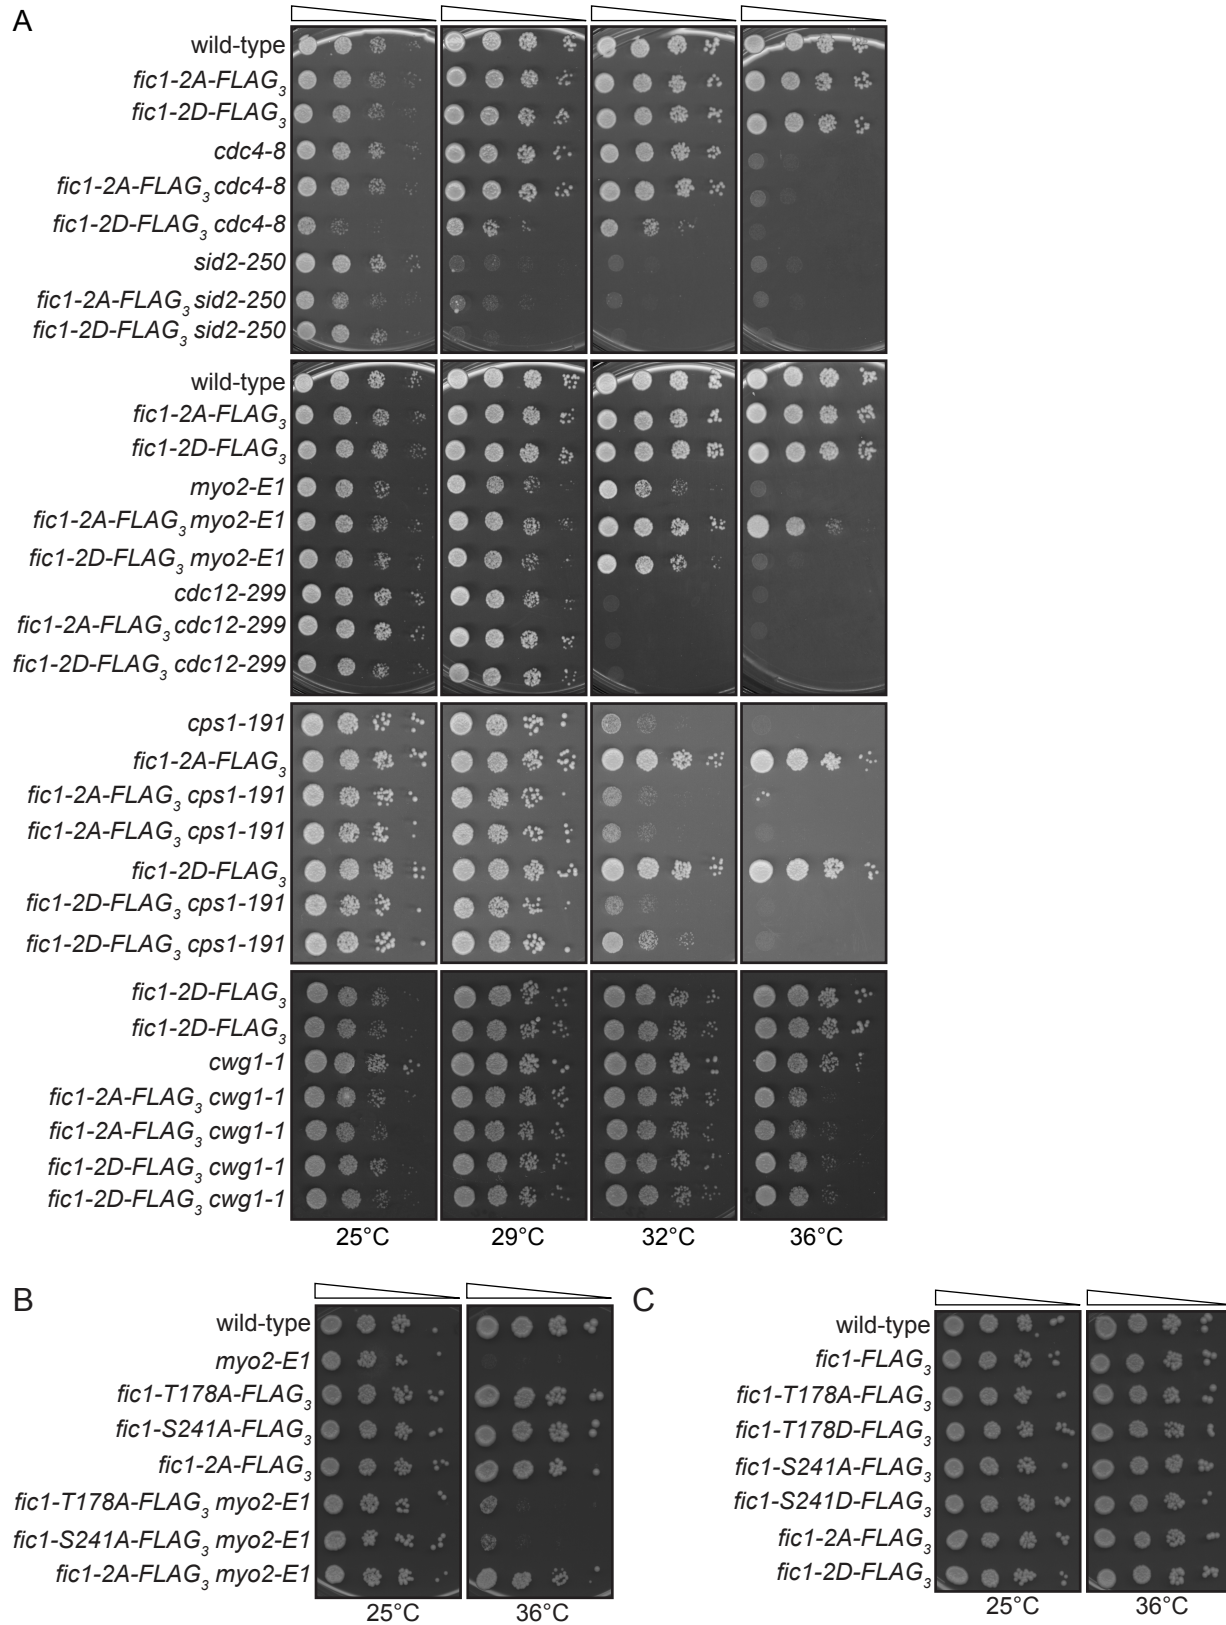 A
wild-type
fic1-2A-FLAG3
fic1-2D-FLAG3
cdc4-8
fic1-2A-FLAG3 cdc4-8
fic1-2D-FLAG3 cdc4-8
sid2-250
fic1-2A-FLAG3 sid2-250
fic1-2D-FLAG3 sid2-250
wild-type
fic1-2A-FLAG3
fic1-2D-FLAG3
myo2-E1
fic1-2A-FLAG3 myo2-E1
fic1-2D-FLAG3 myo2-E1
cdc12-299
fic1-2A-FLAG3 cdc12-299
fic1-2D-FLAG3 cdc12-299
cps1-191
fic1-2A-FLAG3
fic1-2A-FLAG3 cps1-191
fic1-2A-FLAG3 cps1-191
fic1-2D-FLAG3
fic1-2D-FLAG3 cps1-191
fic1-2D-FLAG3 cps1-191
fic1-2D-FLAG3
fic1-2D-FLAG3
cwg1-1
fic1-2A-FLAG3 cwg1-1
fic1-2A-FLAG3 cwg1-1
fic1-2D-FLAG3 cwg1-1
fic1-2D-FLAG3 cwg1-1
25°C 29°C 32°C 36°C
B
wild-type
myo2-E1
fic1-T178A-FLAG3
fic1-S241A-FLAG3
fic1-2A-FLAG3
fic1-T178A-FLAG3 myo2-E1
fic1-S241A-FLAG3 myo2-E1
fic1-2A-FLAG3 myo2-E1
25°C 36°C
C
wild-type
fic1-FLAG3
fic1-T178A-FLAG3
fic1-T178D-FLAG3
fic1-S241A-FLAG3
fic1-S241D-FLAG3
fic1-2A-FLAG3
fic1-2D-FLAG3
25°C 36°C